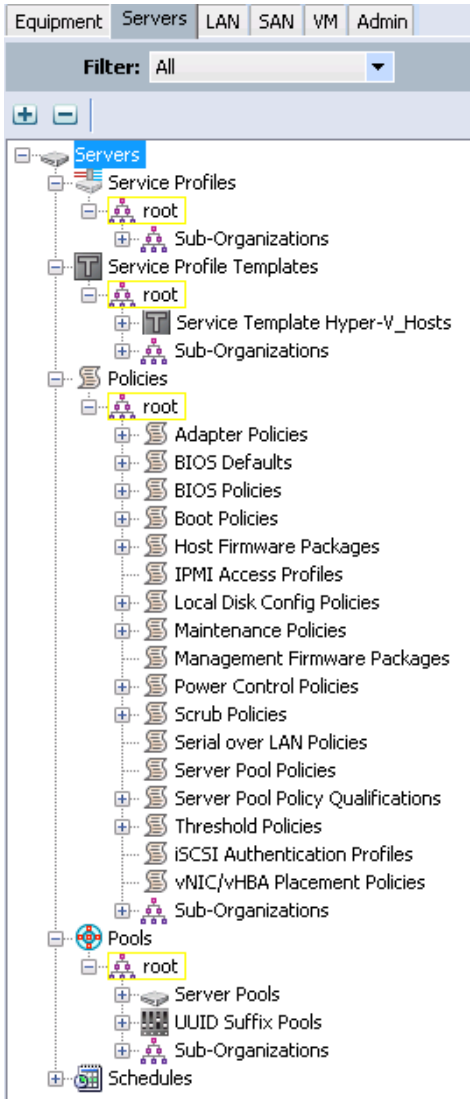 Equipment Servers LAN SAN VM Admin
Filter: All
Servers
Service Profiles
root
Sub-Organizations
Service Profile Templates
root
Service Template Hyper-V_Hosts
Sub-Organizations
Policies
root
Adapter Policies
BIOS Defaults
BIOS Policies
Boot Policies
Host Firmware Packages
IPMI Access Profiles
Local Disk Config Policies
Maintenance Policies
Management Firmware Packages
Power Control Policies
Scrub Policies
Serial over LAN Policies
Server Pool Policies
Server Pool Policy Qualifications
Threshold Policies
iSCSI Authentication Profiles
vNIC/vHBA Placement Policies
Sub-Organizations
Pools
root
Server Pools
UUID Suffix Pools
Sub-Organizations
Schedules